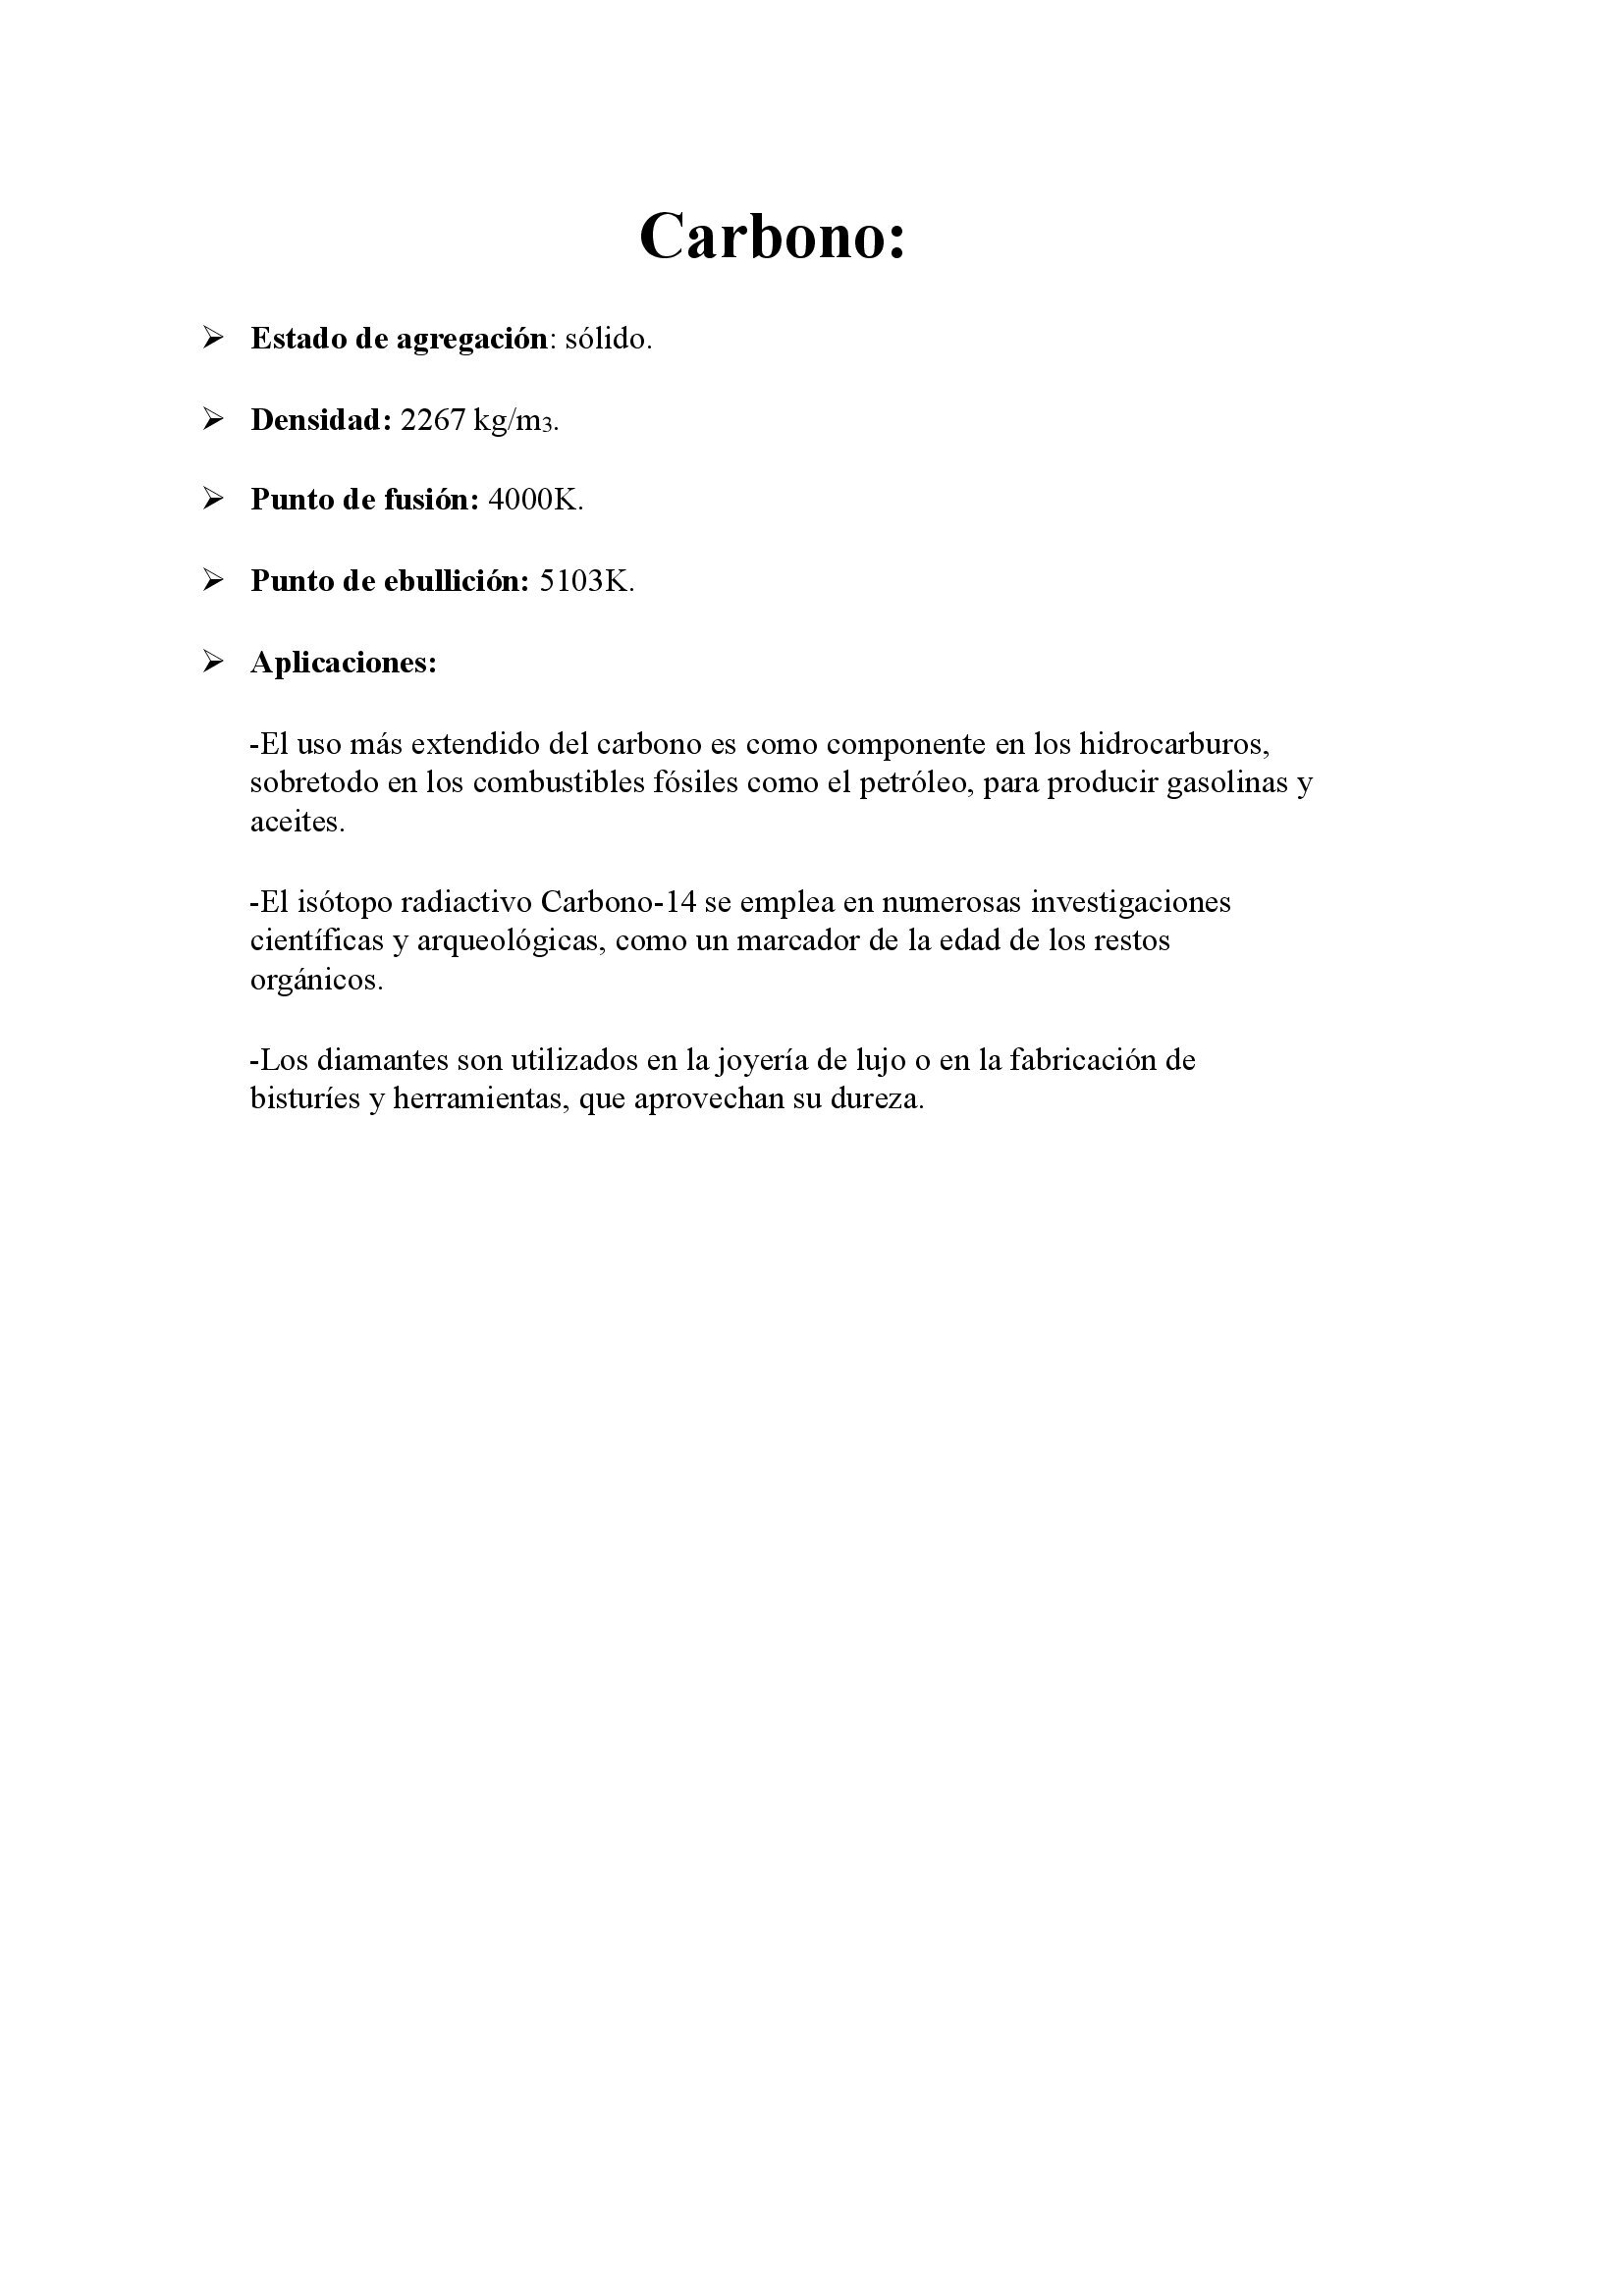 Carbono:
➢ Estado de agregación: sólido.
➢ Densidad: 2267 kg/m₃.
➢ Punto de fusión: 4000K.
➢ Punto de ebullición: 5103K.
➢ Aplicaciones:
-El uso más extendido del carbono es como componente en los hidrocarburos,
sobretodo en los combustibles fósiles como el petróleo, para producir gasolinas y
aceites.
-El isótopo radiactivo Carbono-14 se emplea en numerosas investigaciones
científicas y arqueológicas, como un marcador de la edad de los restos
orgánicos.
-Los diamantes son utilizados en la joyería de lujo o en la fabricación de
bisturíes y herramientas, que aprovechan su dureza.